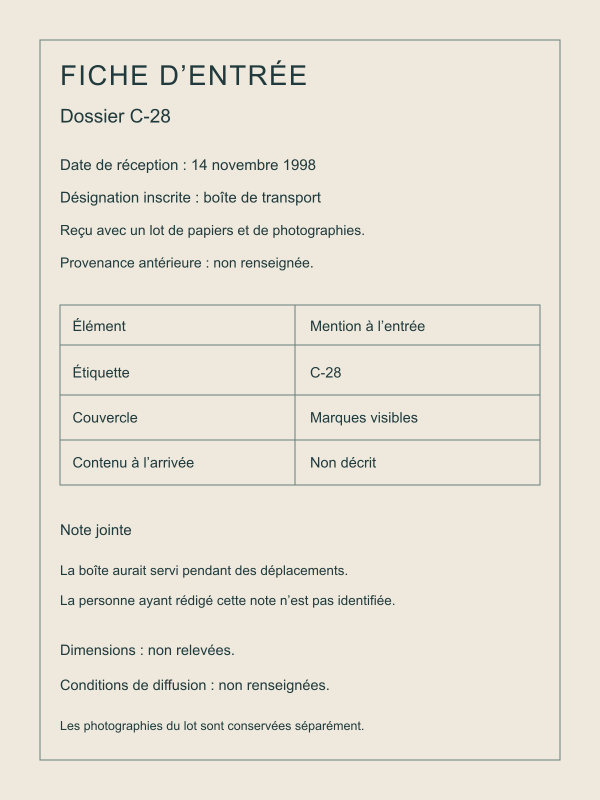 FICHE D’ENTRÉE
Dossier C-28
Date de réception : 14 novembre 1998
Désignation inscrite : boîte de transport
Reçu avec un lot de papiers et de photographies.
Provenance antérieure : non renseignée.
Élément Mention à l’entrée
Étiquette C-28
Couvercle Marques visibles
Contenu à l’arrivée Non décrit
Note jointe
La boîte aurait servi pendant des déplacements.
La personne ayant rédigé cette note n’est pas identifiée.
Dimensions : non relevées.
Conditions de diffusion : non renseignées.
Les photographies du lot sont conservées séparément.